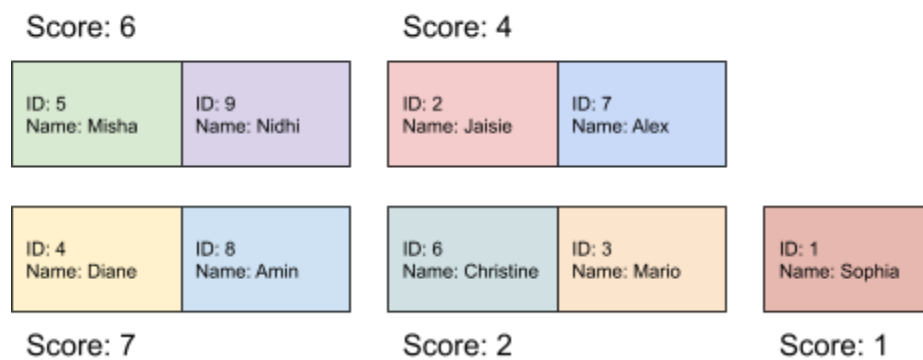 Score: 6
Score: 4
ID: 5
Name: Misha
ID: 9
Name: Nidhi
ID: 2
Name: Jaisie
ID: 7
Name: Alex
ID: 4
Name: Diane
ID: 8
Name: Amin
ID: 6
Name: Christine
ID: 3
Name: Mario
ID: 1
Name: Sophia
Score: 7
Score: 2
Score: 1